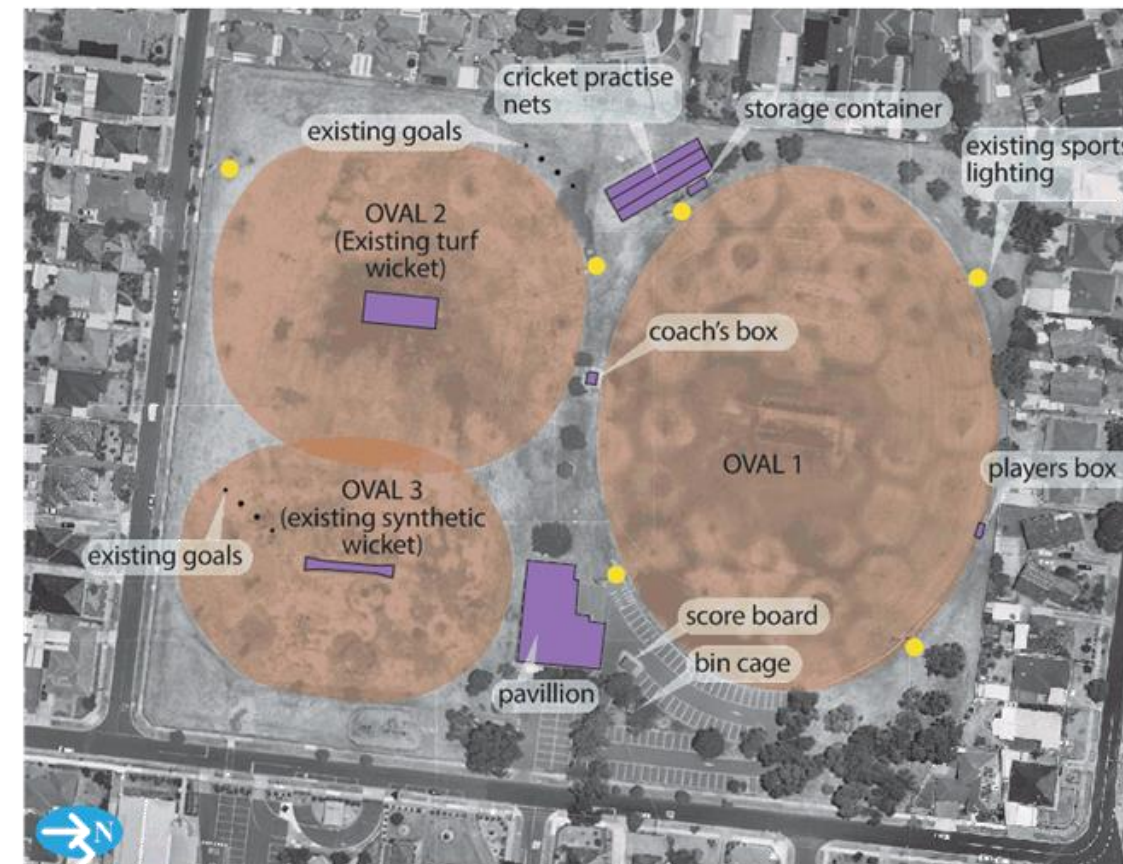 cricket practise
nets
storage container
existing goals
existing sports
lighting
OVAL 2
(Existing turf
wicket)
coach's box
OVAL 1
players box
OVAL 3
(existing synthetic
wicket)
existing goals
score board
bin cage
pavillion
N